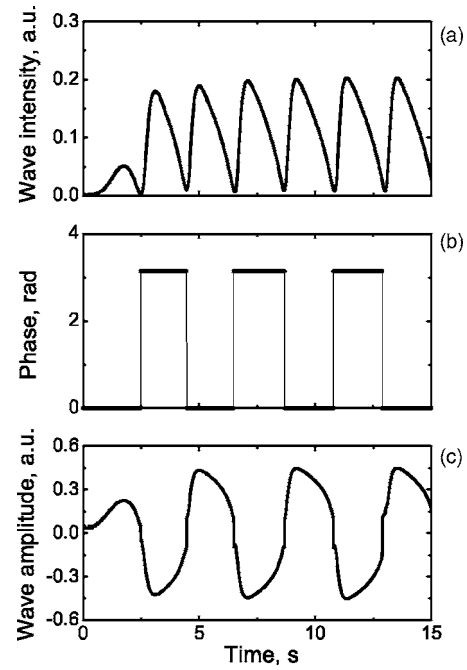 (a)
Wave intensity, a.u.
0.3
0.2
0.1
0.0
(b)
Phase, rad
4
2
0
(c)
Wave amplitude, a.u.
0.6
0.3
0.0
-0.3
-0.6
0 5 10 15
Time, s